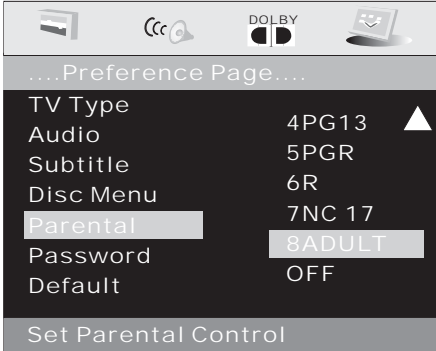 DOLBY
....Preference Page....
TV Type
Audio
Subtitle
Disc Menu
Parental
Password
Default
4PG13
5PGR
6R
7NC 17
8ADULT
OFF
Set Parental Control